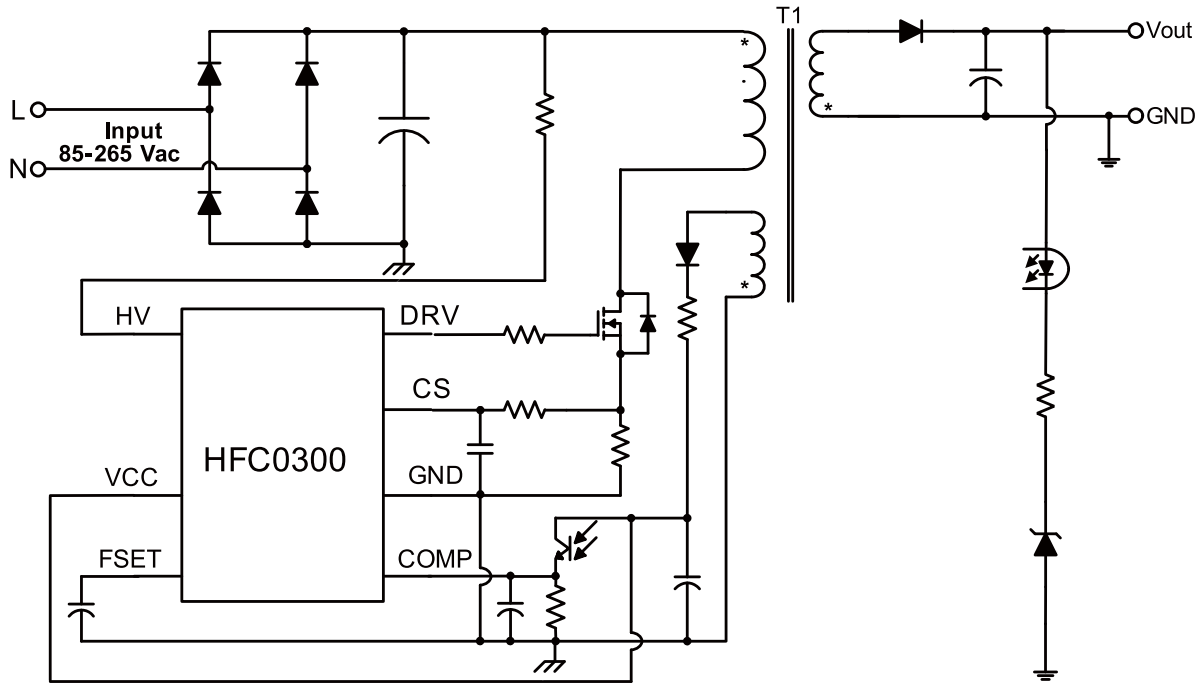 T1
*
*
Vout
L
Input
85-265 Vac
N
*
GND
*
HV
DRV
CS
HFC0300
VCC
GND
FSET
COMP